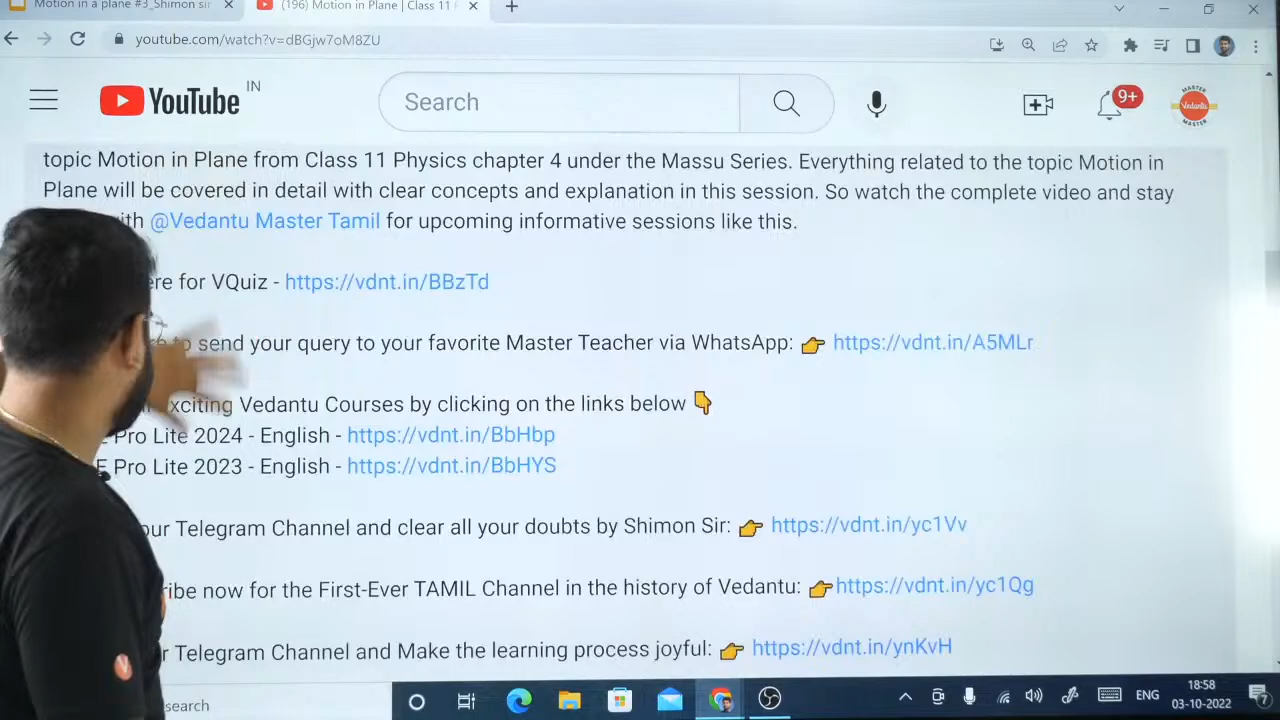 Motion in a plane #3_Shimon sir
(196) Motion in Plane | Class 11
youtube.com/watch?v=dBGjw7oM8ZU
YouTube IN
Search
9+
MASTER Vedantu MASTER
topic Motion in Plane from Class 11 Physics chapter 4 under the Massu Series. Everything related to the topic Motion in
Plane will be covered in detail with clear concepts and explanation in this session. So watch the complete video and stay
@Vedantu Master Tamil for upcoming informative sessions like this.
for VQuiz - https://vdnt.in/BBzTd
send your query to your favorite Master Teacher via WhatsApp: 👉 https://vdnt.in/A5MLr
Vedantu Courses by clicking on the links below 👇
Pro Lite 2024 - English - https://vdnt.in/BbHbp
Pro Lite 2023 - English - https://vdnt.in/BbHYS
our Telegram Channel and clear all your doubts by Shimon Sir: 👉 https://vdnt.in/yc1Vv
now for the First-Ever TAMIL Channel in the history of Vedantu: 👉https://vdnt.in/yc1Qg
Telegram Channel and Make the learning process joyful: 👉 https://vdnt.in/ynKvH
search
ENG
18:58
03-10-2022
7